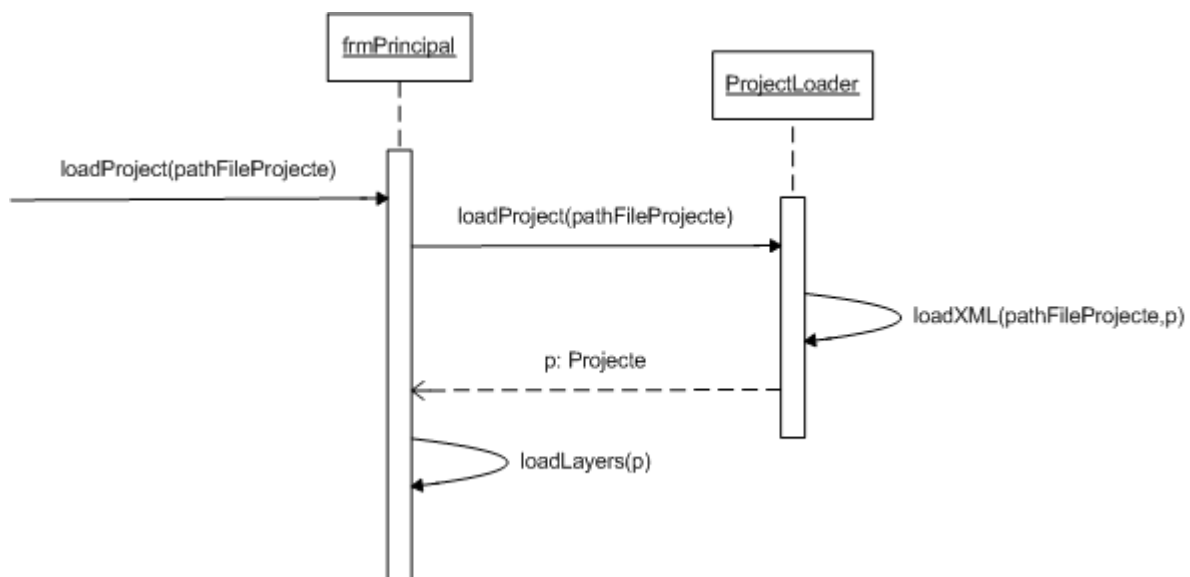 frmPrincipal
ProjectLoader
loadProject(pathFileProjecte)
loadProject(pathFileProjecte)
loadXML(pathFileProjecte,p)
p: Projecte
loadLayers(p)